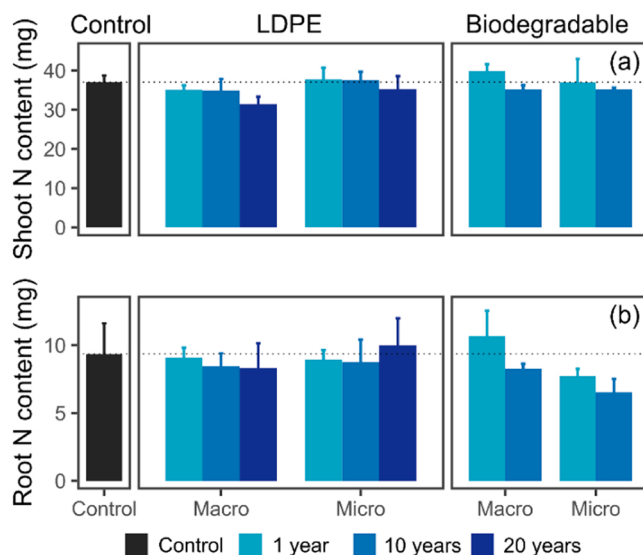 Control LDPE Biodegradable
Shoot N content (mg)
40
30
20
10
0
(a)
Root N content (mg)
10
5
0
(b)
Control Macro Micro Macro Micro
Control 1 year 10 years 20 years